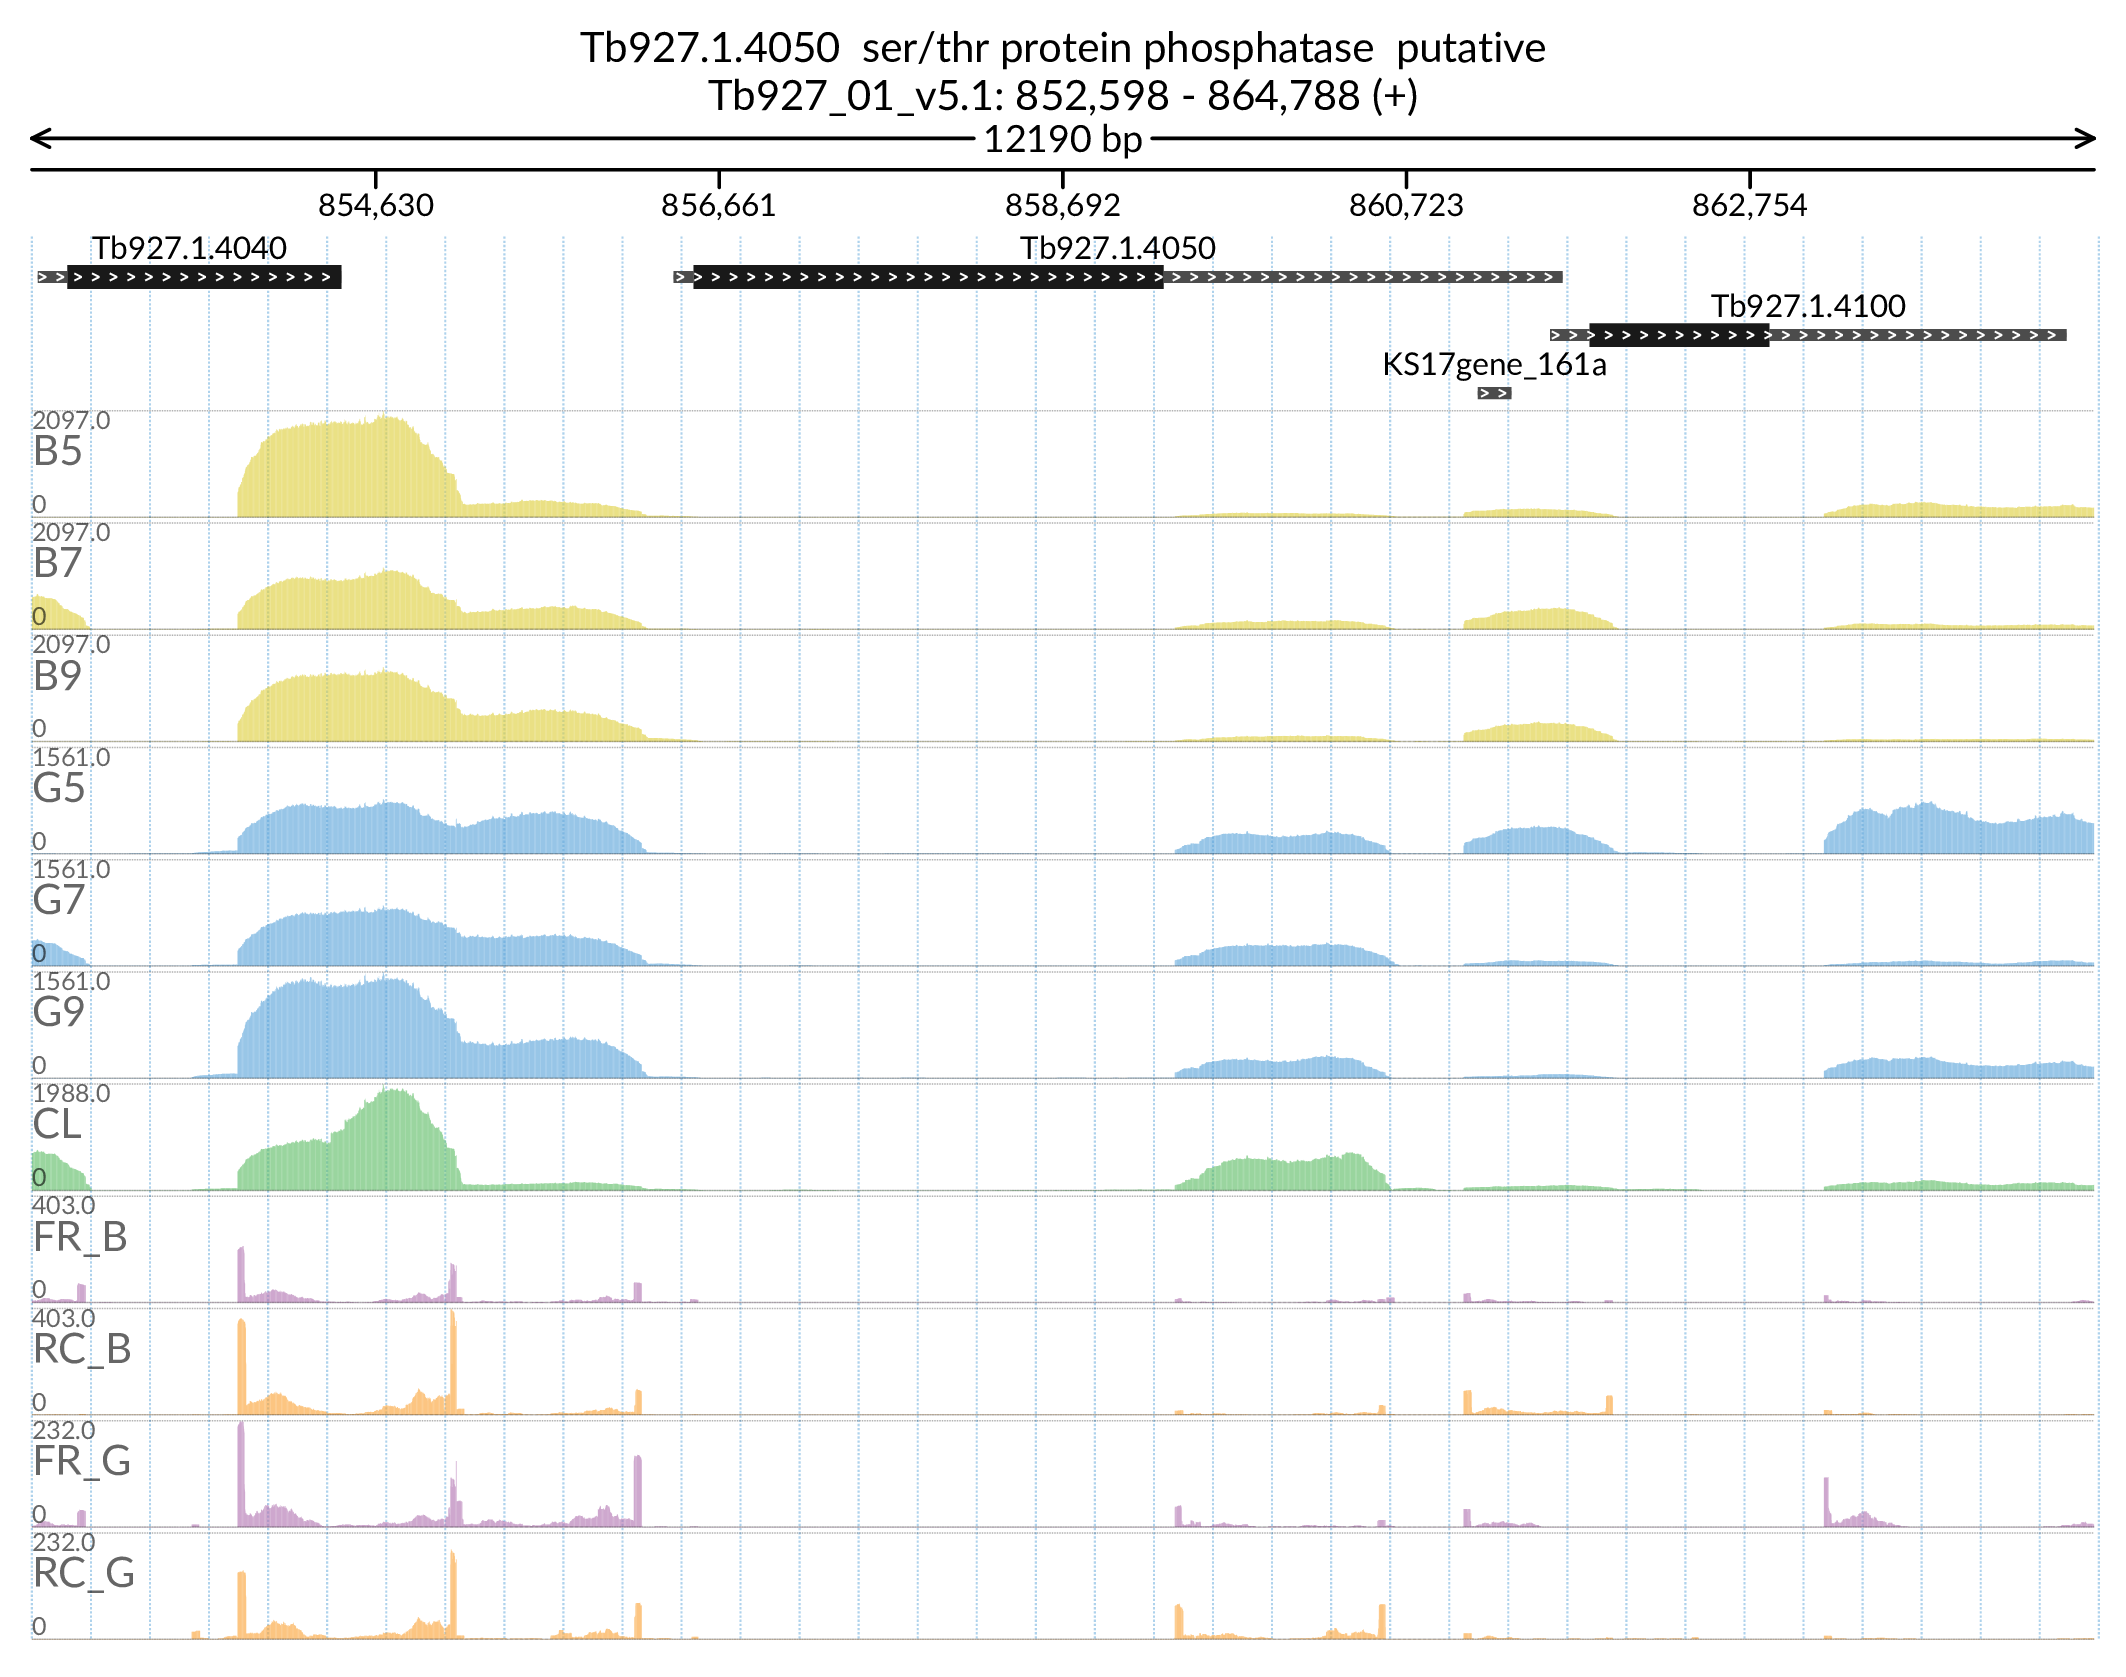 Tb927.1.4050  ser/thr protein phosphatase  putative
Tb927_01_v5.1: 852,598 - 864,788 (+)
12190 bp
854,630 856,661 858,692 860,723 862,754
Tb927.1.4040 Tb927.1.4050
Tb927.1.4100
KS17gene_161a
2097.0
B5
0
2097.0
B7
0
2097.0
B9
0
1561.0
G5
0
1561.0
G7
0
1561.0
G9
0
1988.0
CL
0
403.0
FR_B
0
403.0
RC_B
0
232.0
FR_G
0
232.0
RC_G
0